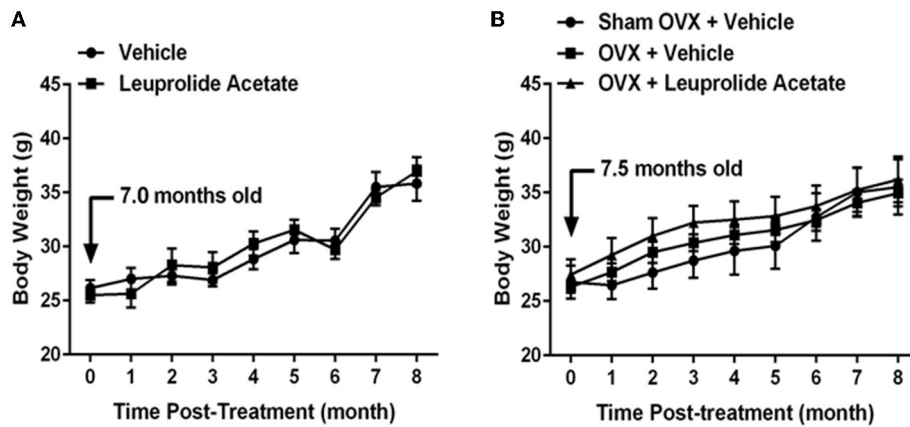 A
Vehicle
Leuprolide Acetate
45
40
35
30
25
20
Body Weight (g)
7.0 months old
0 1 2 3 4 5 6 7 8
Time Post-Treatment (month)
B
Sham OVX + Vehicle
OVX + Vehicle
OVX + Leuprolide Acetate
45
40
35
30
25
20
Body Weight (g)
7.5 months old
0 1 2 3 4 5 6 7 8
Time Post-treatment (month)